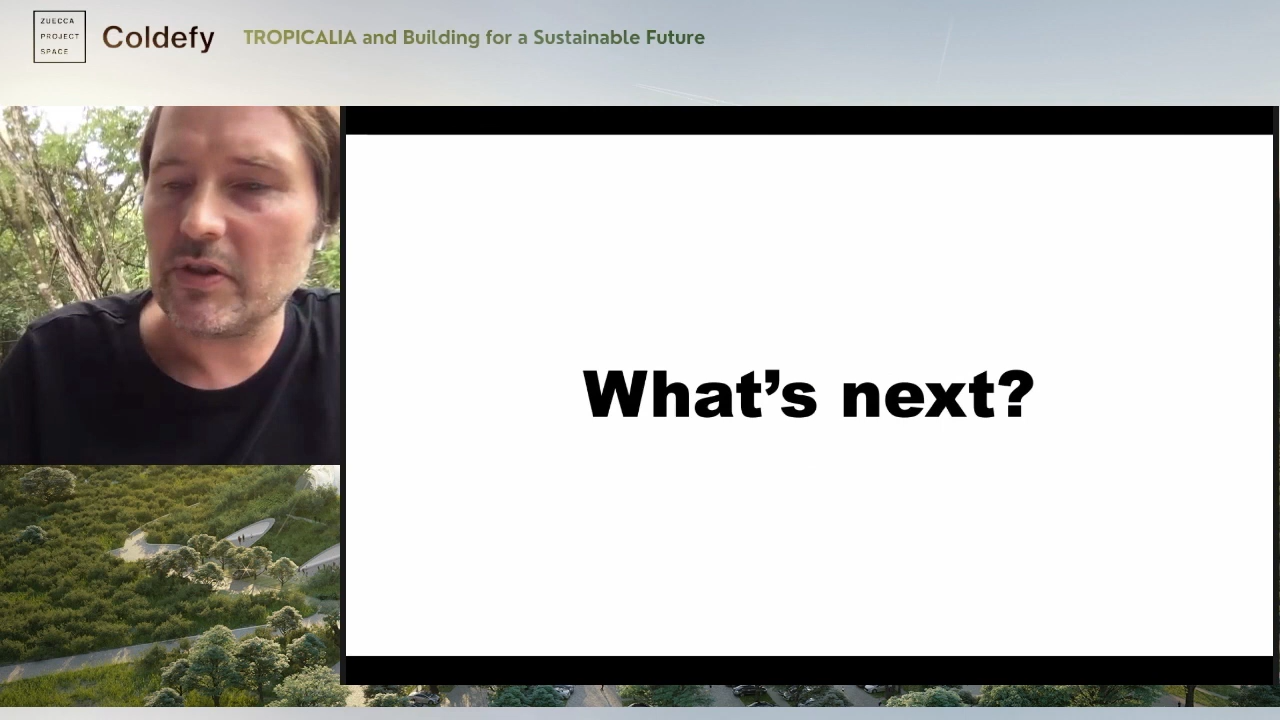 ZUECCA
PROJECT
SPACE
Coldefy
TROPICALIA and Building for a Sustainable Future
What’s next?